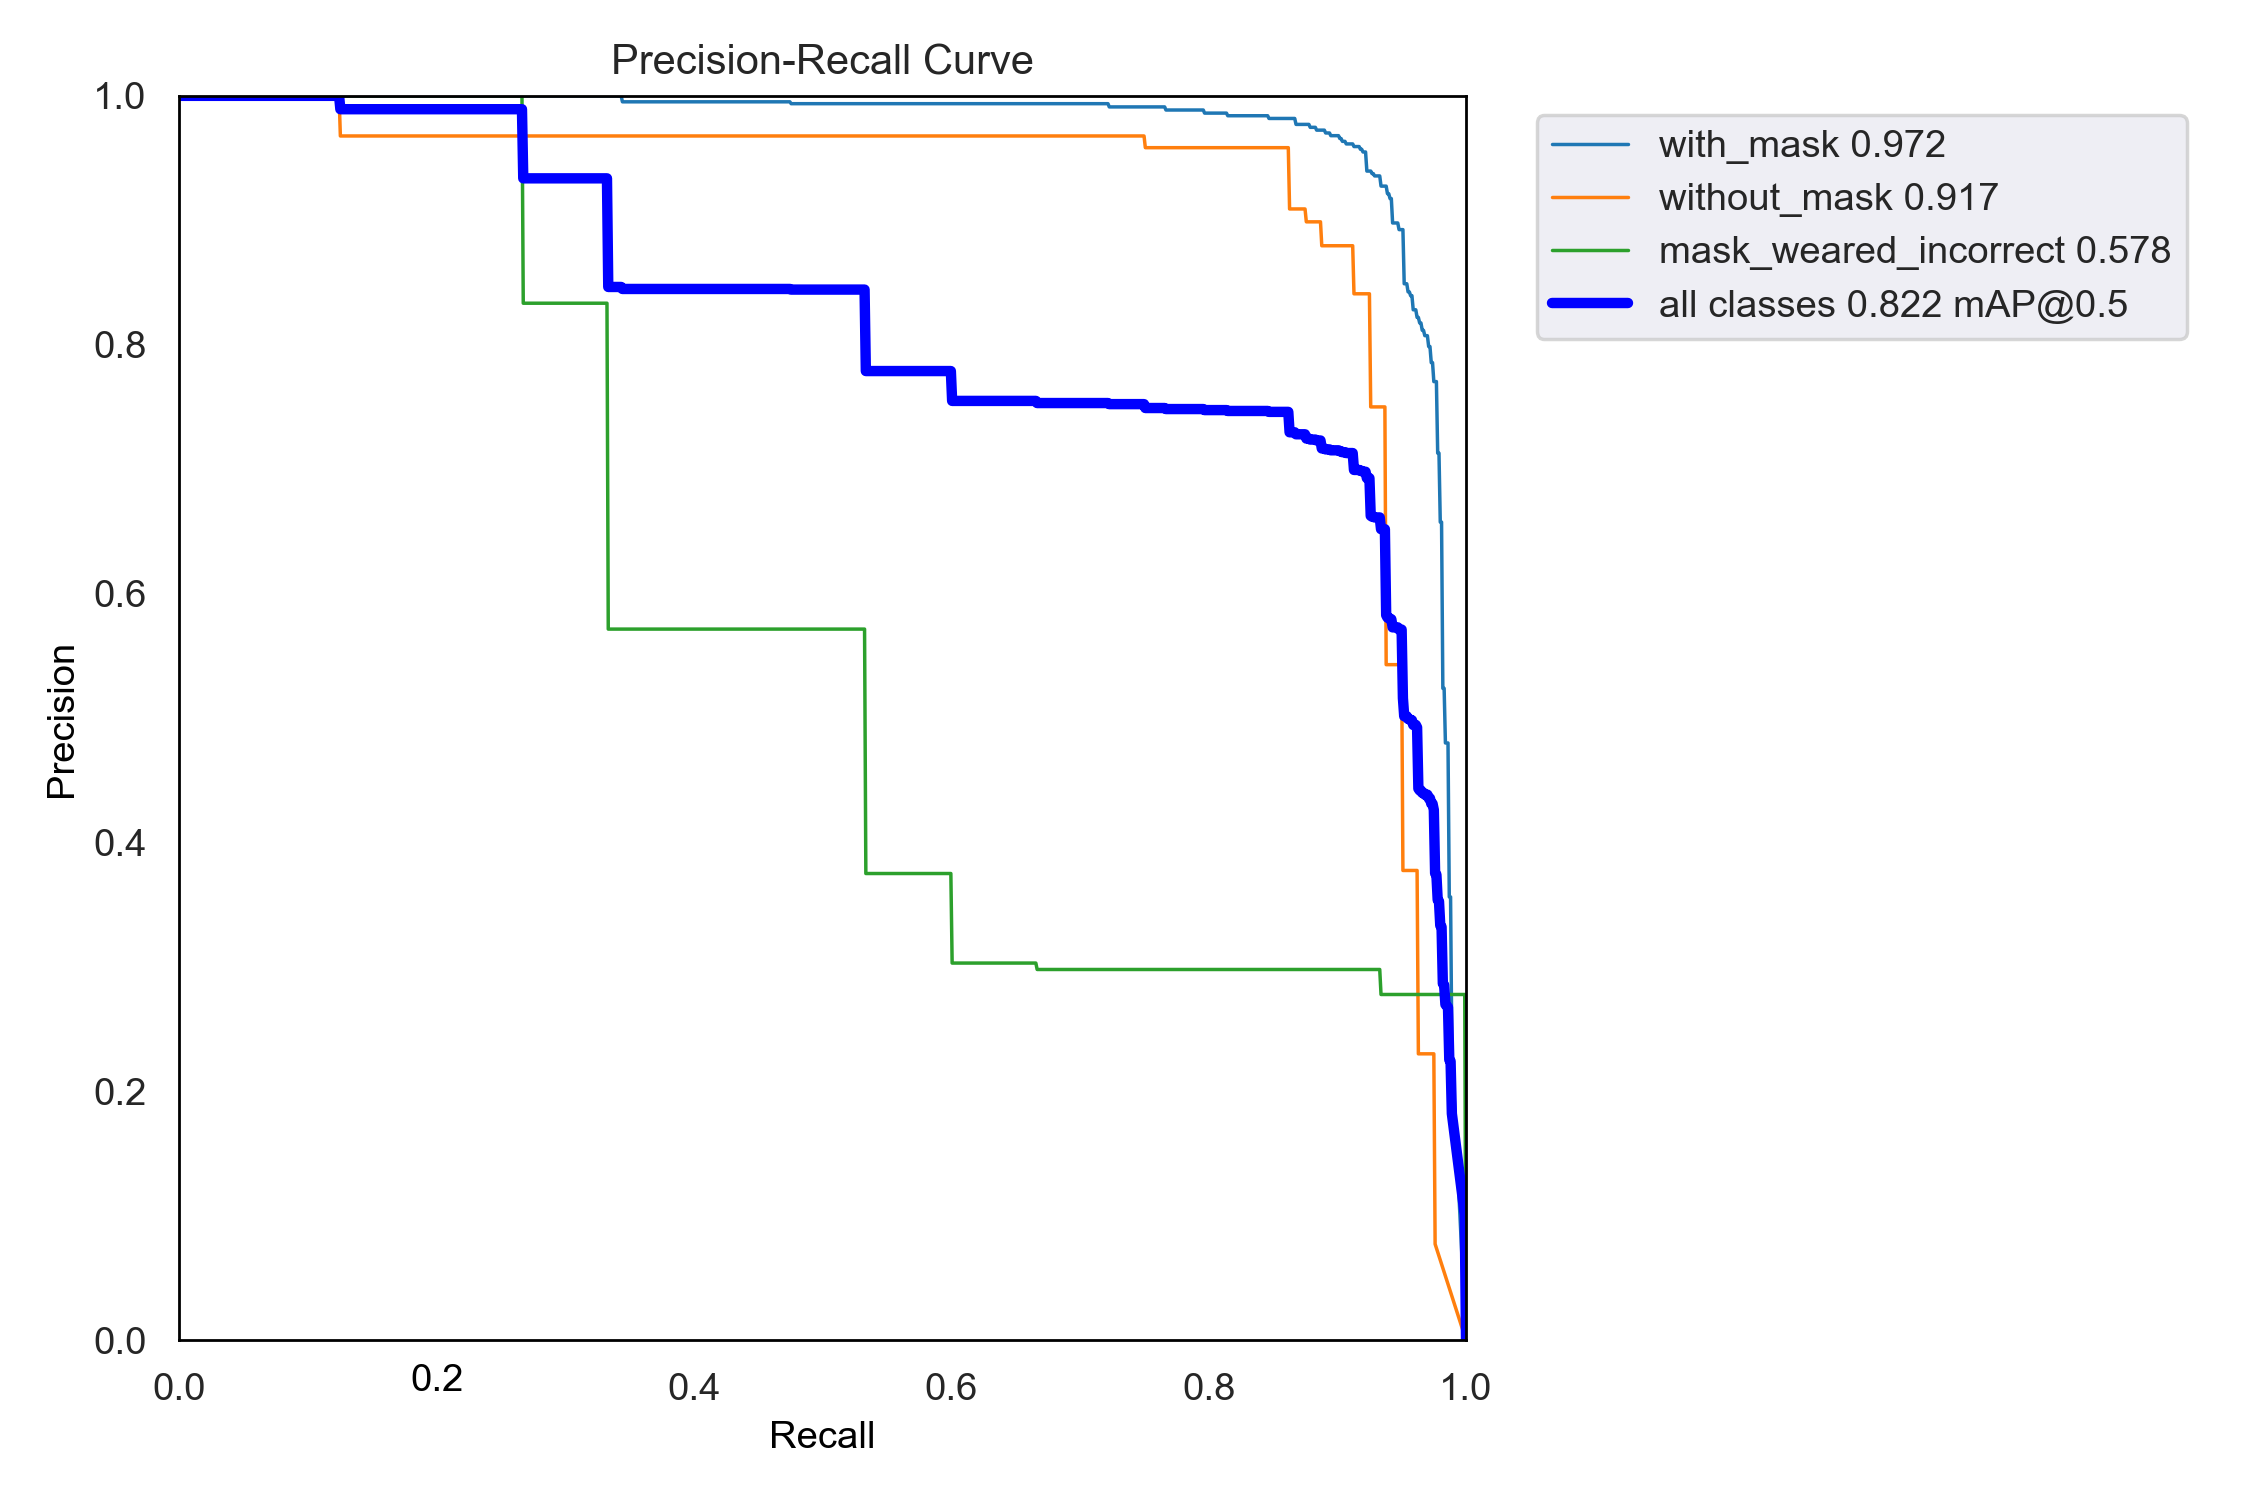 Precision-Recall Curve
1.0
0.8
0.6
0.4
0.2
0.0
Precision
0.0 0.2 0.4 0.6 0.8 1.0
Recall
with_mask 0.972
without_mask 0.917
mask_weared_incorrect 0.578
all classes 0.822 mAP@0.5